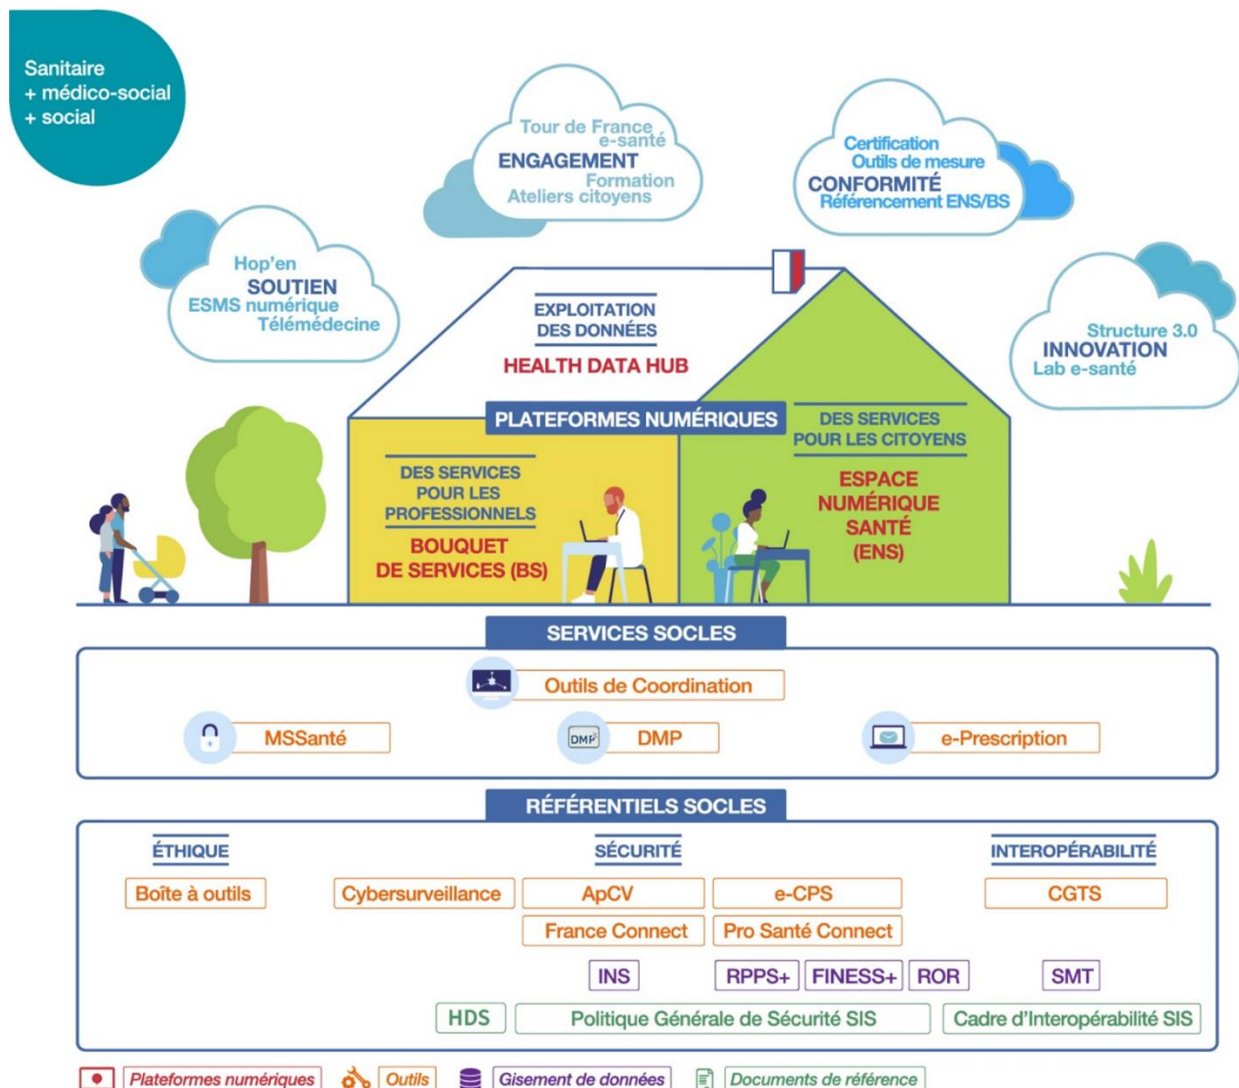 Sanitaire
+ médico-social
+ social
Tour de France
e-santé
ENGAGEMENT
Formation
Ateliers citoyens
Certification
Outils de mesure
CONFORMITÉ
Référencement ENS/BS
Hop'en
SOUTIEN
ESMS numérique
Télémédecine
Structure 3.0
INNOVATION
Lab e-santé
EXPLOITATION
DES DONNÉES
HEALTH DATA HUB
PLATEFORMES NUMÉRIQUES
DES SERVICES
POUR LES
PROFESSIONNELS
BOUQUET
DE SERVICES (BS)
DES SERVICES
POUR LES CITOYENS
ESPACE
NUMÉRIQUE
SANTÉ
(ENS)
SERVICES SOCLES
Outils de Coordination
MSSanté
DMP
DMP
e-Prescription
RÉFÉRENTIELS SOCLES
ÉTHIQUE
SÉCURITÉ
INTEROPÉRABILITÉ
Boîte à outils
Cybersurveillance
ApCV
e-CPS
CGTS
France Connect
Pro Santé Connect
INS
RPPS+
FINESS+
ROR
SMT
HDS
Politique Générale de Sécurité SIS
Cadre d'Interopérabilité SIS
Plateformes numériques
Outils
Gisement de données
Documents de référence